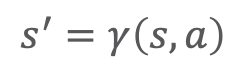 s′ = γ(s, a)